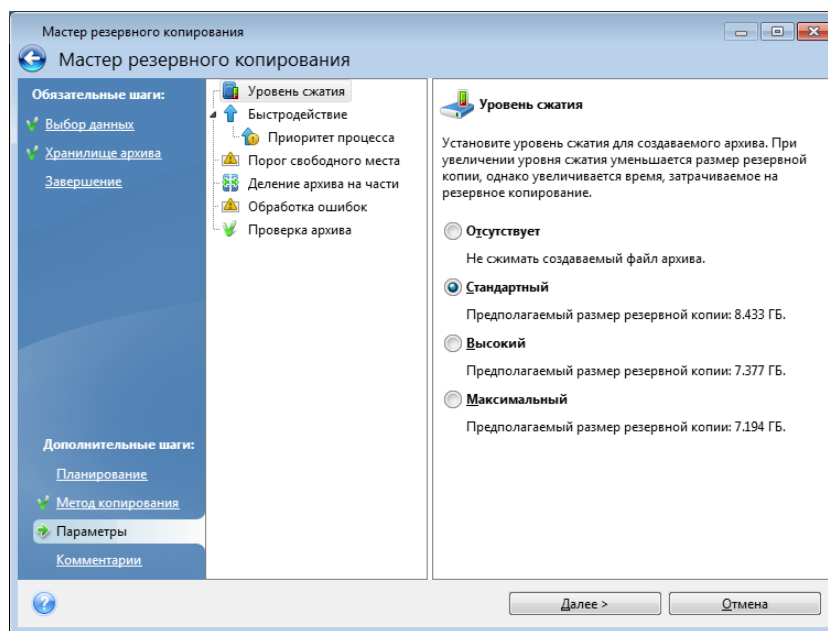 Мастер резервного копирования
Мастер резервного копирования
Обязательные шаги:
Выбор данных
Хранилище архива
Завершение
Дополнительные шаги:
Планирование
Метод копирования
Параметры
Комментарии
Уровень сжатия
Быстродействие
Приоритет процесса
Порог свободного места
Деление архива на части
Обработка ошибок
Проверка архива
Уровень сжатия
Установите уровень сжатия для создаваемого архива. При
увеличении уровня сжатия уменьшается размер резервной
копии, однако увеличивается время, затрачиваемое на
резервное копирование.
Отсутствует
Не сжимать создаваемый файл архива.
Стандартный
Предполагаемый размер резервной копии: 8.433 ГБ.
Высокий
Предполагаемый размер резервной копии: 7.377 ГБ.
Максимальный
Предполагаемый размер резервной копии: 7.194 ГБ.
Далее >
Отмена